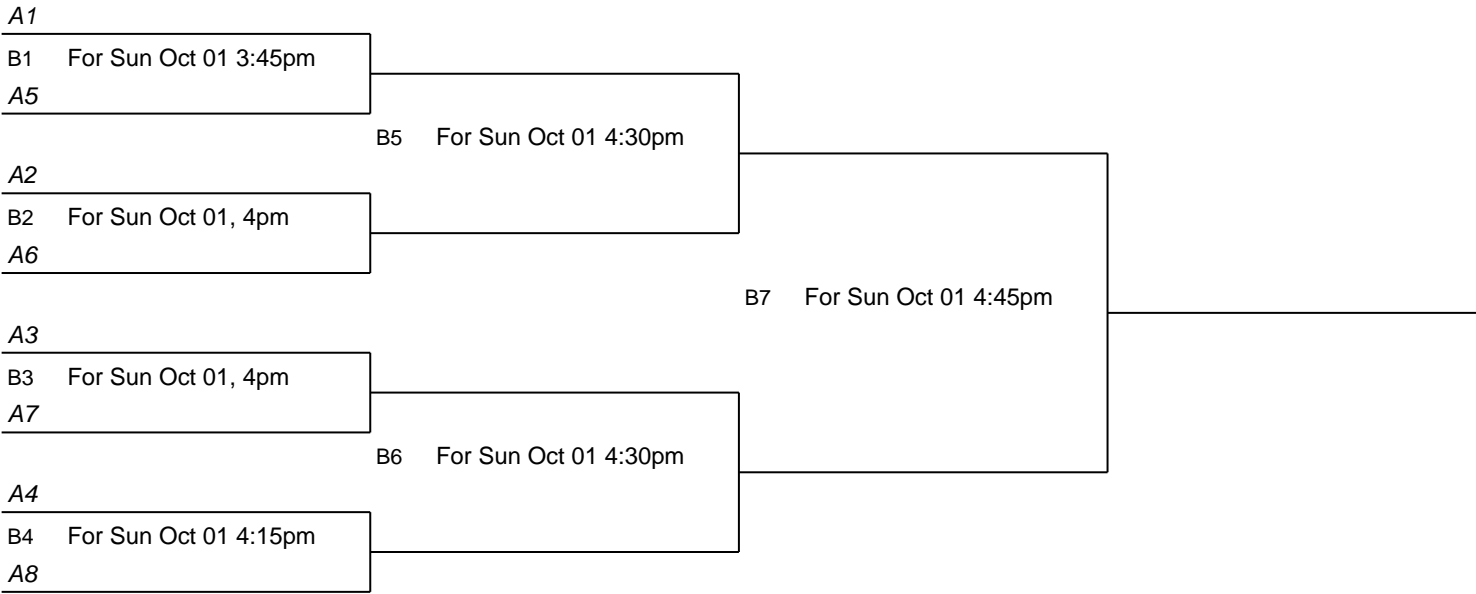 A1
B1 For Sun Oct 01 3:45pm
A5
B5 For Sun Oct 01 4:30pm
A2
B2 For Sun Oct 01, 4pm
A6
B7 For Sun Oct 01 4:45pm
A3
B3 For Sun Oct 01, 4pm
A7
B6 For Sun Oct 01 4:30pm
A4
B4 For Sun Oct 01 4:15pm
A8